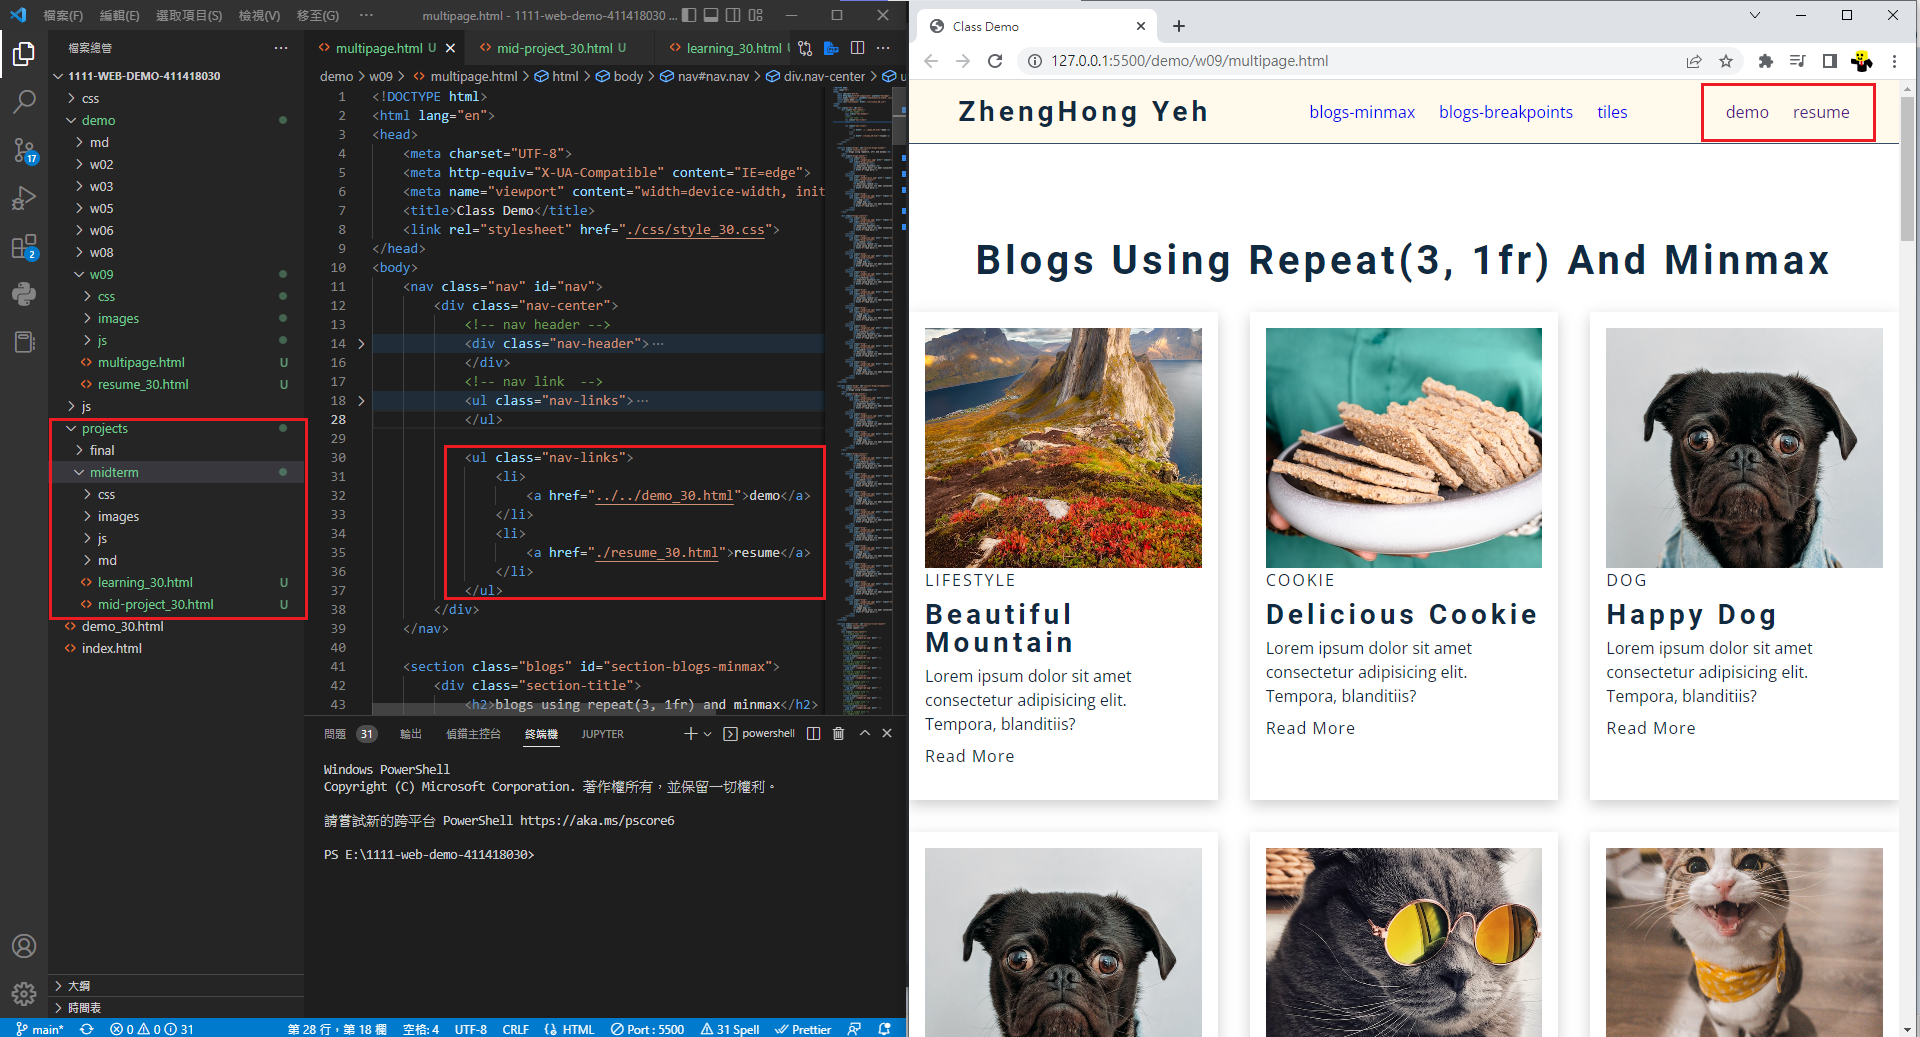 檔案(F) 編輯(E) 選取項目(S) 檢視(V) 移至(G) ··· multipage.html - 1111-web-demo-411418030 ...
檔案總管 ···
1111-WEB-DEMO-411418030
css
demo
md
w02
w03
w05
w06
w08
w09
css
images
js
multipage.html U
resume_30.html U
js
projects
final
midterm
css
images
js
md
learning_30.html U
mid-project_30.html U
demo_30.html
index.html
大綱
時間表
17
2
multipage.html U mid-project_30.html U learning_30.html
demo > w09 > multipage.html > html > body > nav#nav.nav > div.nav-center > u
1 <!DOCTYPE html>
2 <html lang="en">
3 <head>
4 <meta charset="UTF-8">
5 <meta http-equiv="X-UA-Compatible" content="IE=edge">
6 <meta name="viewport" content="width=device-width, init
7 <title>Class Demo</title>
8 <link rel="stylesheet" href="./css/style_30.css">
9 </head>
10 <body>
11 <nav class="nav" id="nav">
12 <div class="nav-center">
13 <!-- nav header -->
14 <div class="nav-header">···
16 </div>
17 <!-- nav link  -->
18 <ul class="nav-links">···
28 </ul>
29
30 <ul class="nav-links">
31 <li>
32 <a href="../../demo_30.html">demo</a>
33 </li>
34 <li>
35 <a href="./resume_30.html">resume</a>
36 </li>
37 </ul>
38 </div>
39 </nav>
40
41 <section class="blogs" id="section-blogs-minmax">
42 <div class="section-title">
43 <h2>blogs using repeat(3, 1fr) and minmax</h2>
問題 31 輸出 偵錯主控台 終端機 JUPYTER powershell
Windows PowerShell
Copyright (C) Microsoft Corporation. 著作權所有，並保留一切權利。
請嘗試新的跨平台 PowerShell https://aka.ms/pscore6
PS E:\1111-web-demo-411418030>
main* 0 0 31 第 28 行，第 18 欄 空格: 4 UTF-8 CRLF HTML Port : 5500 31 Spell Prettier
Class Demo
127.0.0.1:5500/demo/w09/multipage.html
ZhengHong Yeh blogs-minmax blogs-breakpoints tiles demo resume
Blogs Using Repeat(3, 1fr) And Minmax
LIFESTYLE
Beautiful
Mountain
Lorem ipsum dolor sit amet
consectetur adipisicing elit.
Tempora, blanditiis?
Read More
COOKIE
Delicious Cookie
Lorem ipsum dolor sit amet
consectetur adipisicing elit.
Tempora, blanditiis?
Read More
DOG
Happy Dog
Lorem ipsum dolor sit amet
consectetur adipisicing elit.
Tempora, blanditiis?
Read More